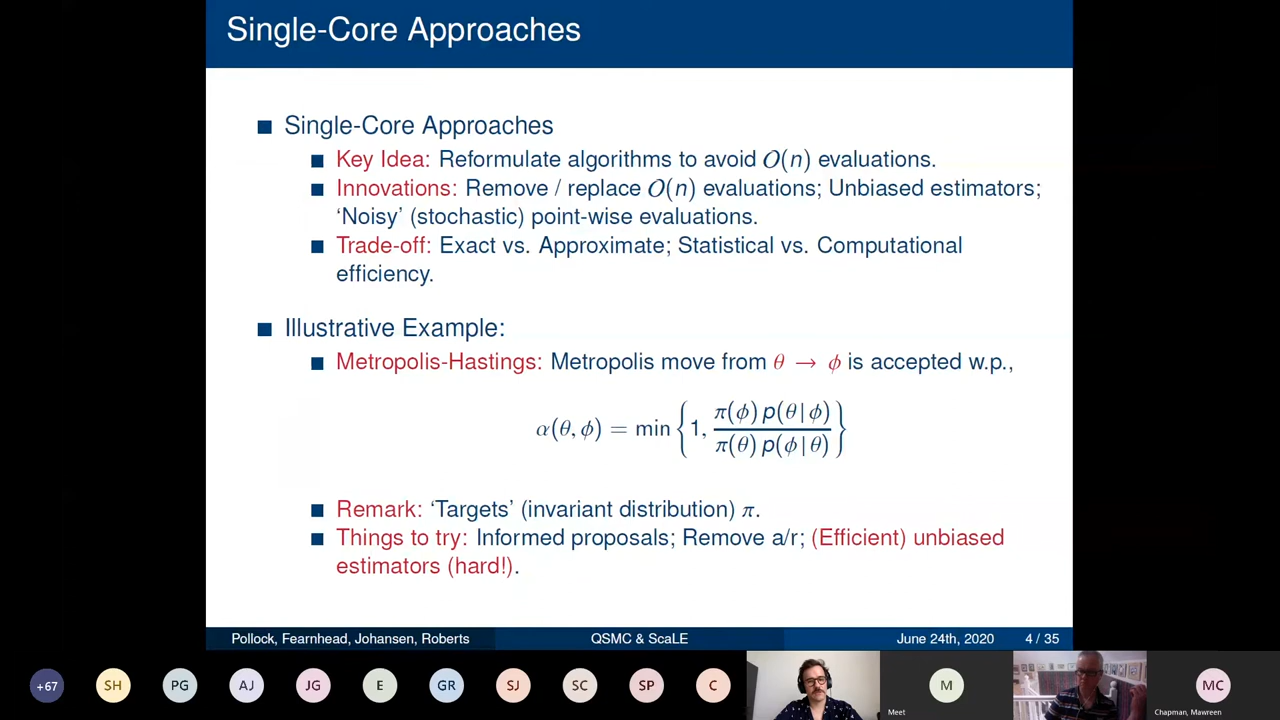 Single-Core Approaches
■ Single-Core Approaches
■ Key Idea: Reformulate algorithms to avoid O(n) evaluations.
■ Innovations: Remove / replace O(n) evaluations; Unbiased estimators;
‘Noisy’ (stochastic) point-wise evaluations.
■ Trade-off: Exact vs. Approximate; Statistical vs. Computational
efficiency.
■ Illustrative Example:
■ Metropolis-Hastings: Metropolis move from θ → ϕ is accepted w.p.,
α(θ, ϕ) = min {1, π(ϕ) p(θ | ϕ) / π(θ) p(ϕ | θ)}
■ Remark: ‘Targets’ (invariant distribution) π.
■ Things to try: Informed proposals; Remove a/r; (Efficient) unbiased
estimators (hard!).
Pollock, Fearnhead, Johansen, Roberts QSMC & ScaLE June 24th, 2020 4 / 35
+67 SH PG AJ JG E GR SJ SC SP C M MC
Meet Chapman, Mawreen